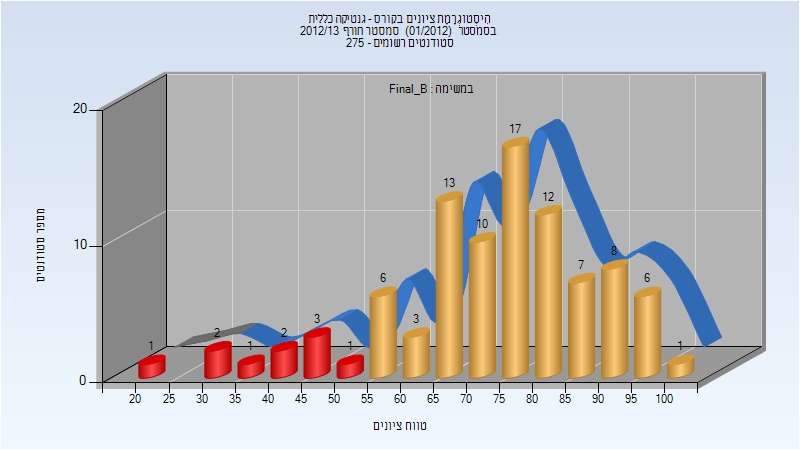 היסטוגרמת ציונים בקורס - גנטיקה כללית
בסמסטר (01/2012) סמסטר חורף 2012/13
סטודנטים רשומים - 275
במשימה : Final_B
מספר סטודנטים
20
10
0
1
2
1
2
3
1
6
3
13
10
17
12
7
8
6
1
20 25 30 35 40 45 50 55 60 65 70 75 80 85 90 95 100
טווח ציונים